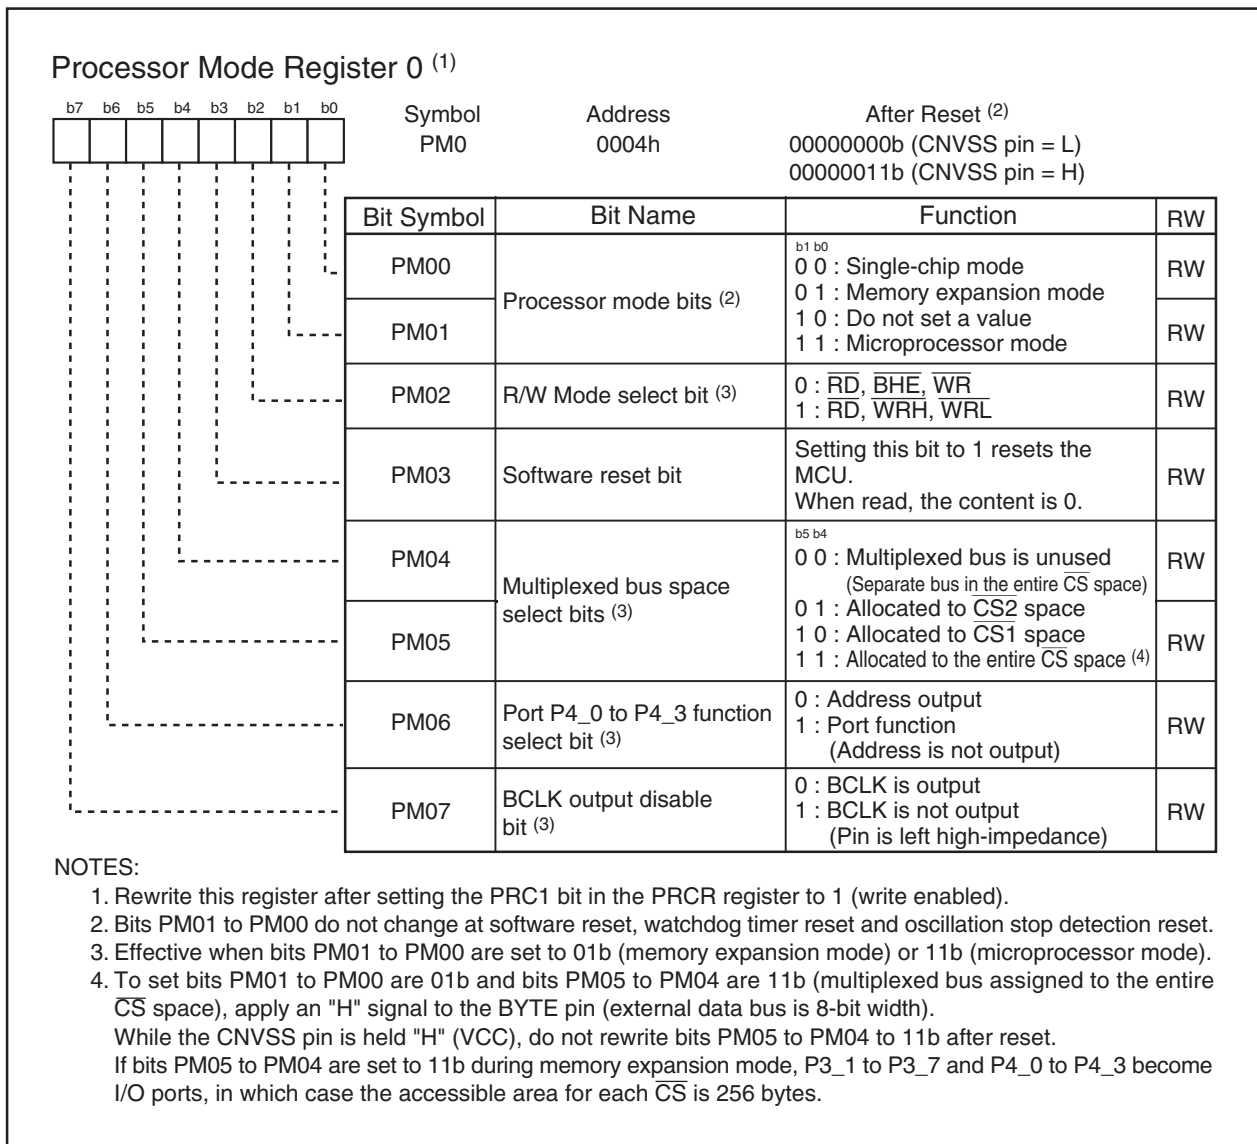 Processor Mode Register 0 (1)
b7 b6 b5 b4 b3 b2 b1 b0
Symbol Address After Reset (2)
PM0 0004h 00000000b (CNVSS pin = L)
00000011b (CNVSS pin = H)
Bit Symbol Bit Name Function RW
PM00 Processor mode bits (2) b1 b0
0 0 : Single-chip mode RW
0 1 : Memory expansion mode
PM01 1 0 : Do not set a value RW
1 1 : Microprocessor mode
PM02 R/W Mode select bit (3) 0 : R̅D̅, B̅H̅E̅, W̅R̅ RW
1 : R̅D̅, W̅R̅H̅, W̅R̅L̅
PM03 Software reset bit Setting this bit to 1 resets the RW
MCU.
When read, the content is 0.
PM04 Multiplexed bus space b5 b4
select bits (3) 0 0 : Multiplexed bus is unused RW
(Separate bus in the entire C̅S̅ space)
0 1 : Allocated to C̅S̅2̅ space
PM05 1 0 : Allocated to C̅S̅1̅ space RW
1 1 : Allocated to the entire C̅S̅ space (4)
PM06 Port P4_0 to P4_3 function 0 : Address output RW
select bit (3) 1 : Port function
(Address is not output)
PM07 BCLK output disable 0 : BCLK is output RW
bit (3) 1 : BCLK is not output
(Pin is left high-impedance)
NOTES:
1. Rewrite this register after setting the PRC1 bit in the PRCR register to 1 (write enabled).
2. Bits PM01 to PM00 do not change at software reset, watchdog timer reset and oscillation stop detection reset.
3. Effective when bits PM01 to PM00 are set to 01b (memory expansion mode) or 11b (microprocessor mode).
4. To set bits PM01 to PM00 are 01b and bits PM05 to PM04 are 11b (multiplexed bus assigned to the entire
C̅S̅ space), apply an "H" signal to the BYTE pin (external data bus is 8-bit width).
While the CNVSS pin is held "H" (VCC), do not rewrite bits PM05 to PM04 to 11b after reset.
If bits PM05 to PM04 are set to 11b during memory expansion mode, P3_1 to P3_7 and P4_0 to P4_3 become
I/O ports, in which case the accessible area for each C̅S̅ is 256 bytes.